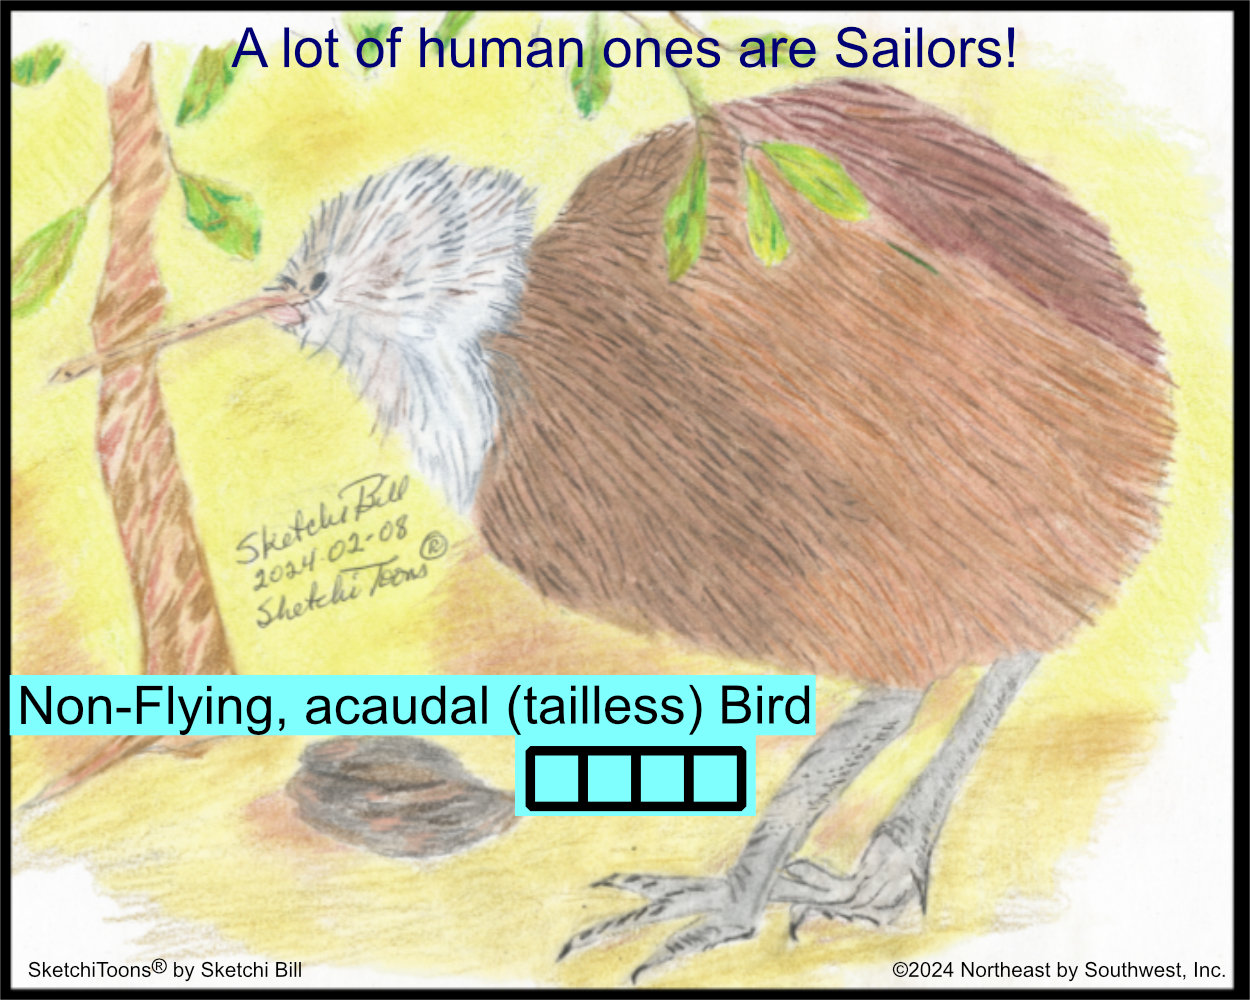 A lot of human ones are Sailors!
Sketchi Bill
2024-02-08
Sketchi Toons®
Non-Flying, acaudal (tailless) Bird
SketchiToons® by Sketchi Bill
©2024 Northeast by Southwest, Inc.